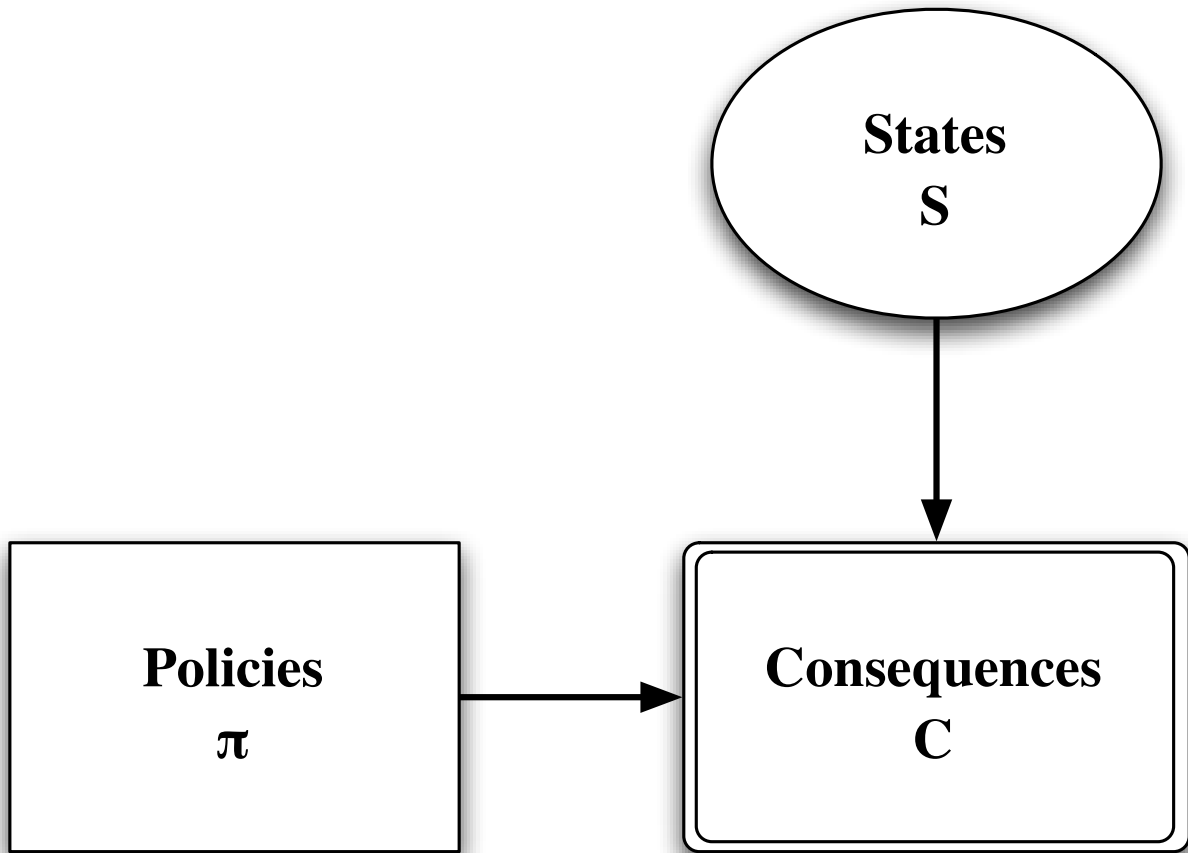 States
S
Policies
π
Consequences
C